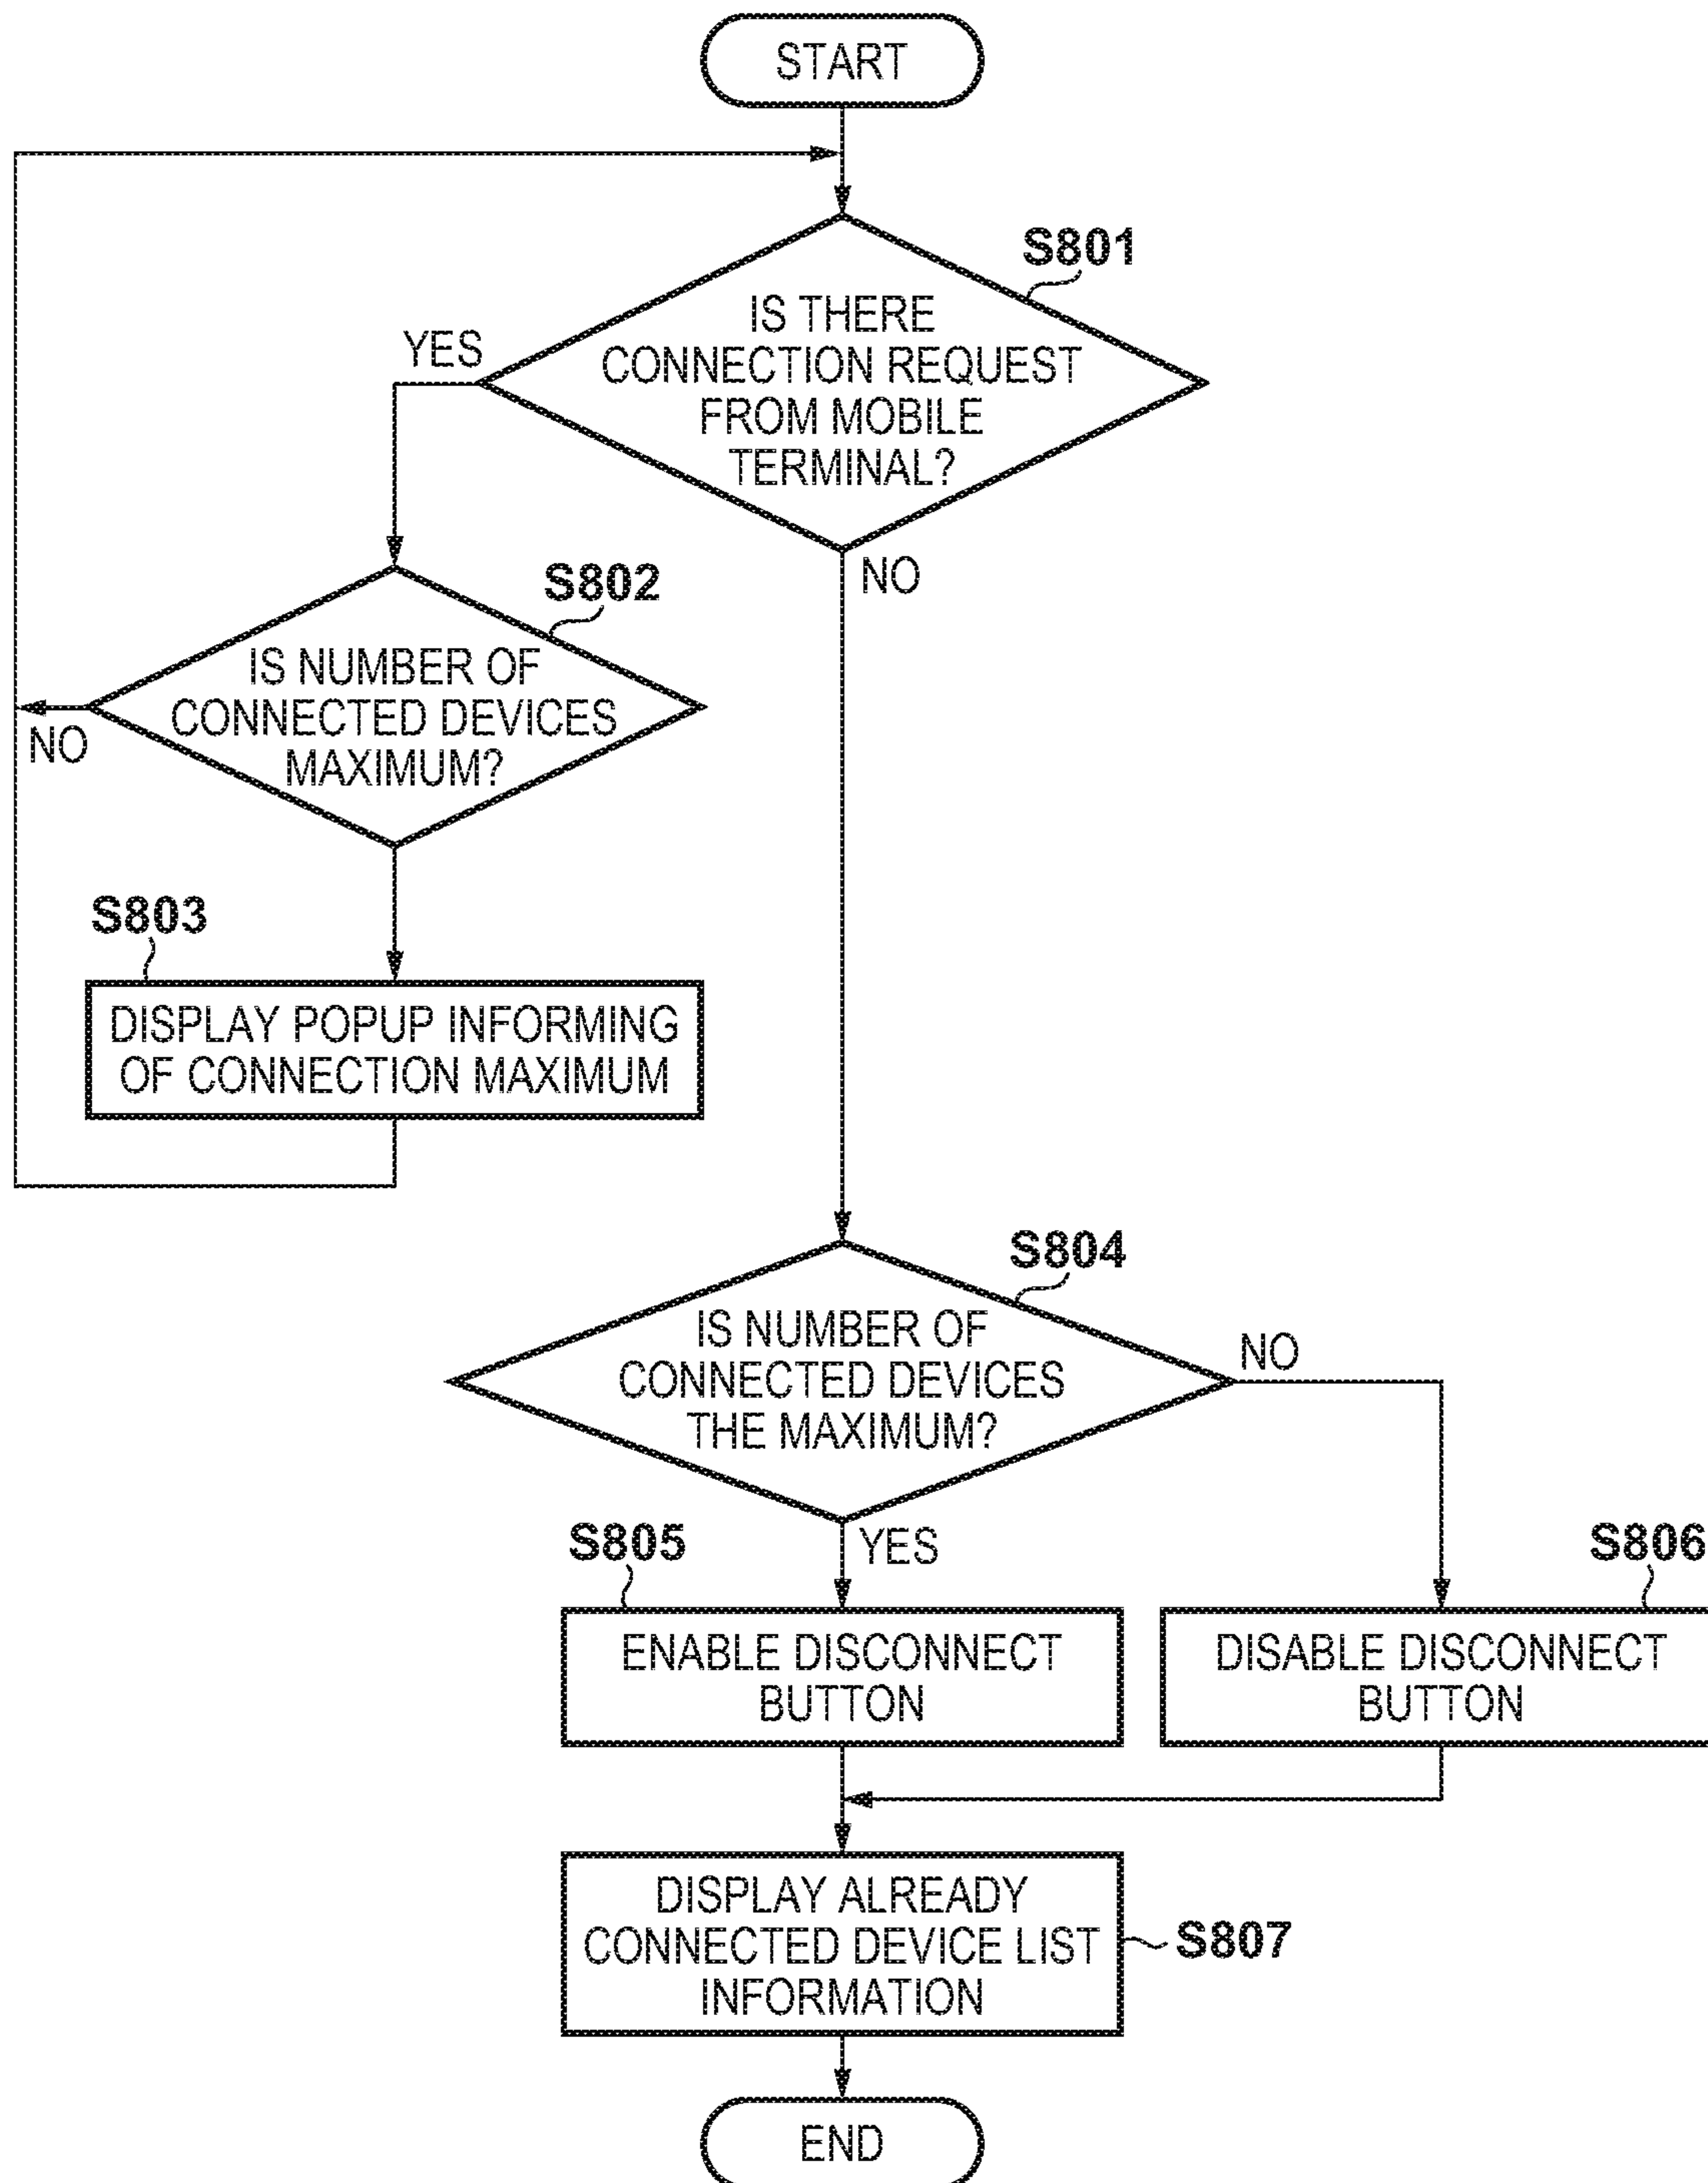 START
S801
IS THERE
CONNECTION REQUEST
FROM MOBILE
TERMINAL?
YES
NO
S802
IS NUMBER OF
CONNECTED DEVICES
MAXIMUM?
NO
S803
DISPLAY POPUP INFORMING
OF CONNECTION MAXIMUM
S804
IS NUMBER OF
CONNECTED DEVICES
THE MAXIMUM?
NO
YES
S805
ENABLE DISCONNECT
BUTTON
S806
DISABLE DISCONNECT
BUTTON
DISPLAY ALREADY
CONNECTED DEVICE LIST
INFORMATION
S807
END